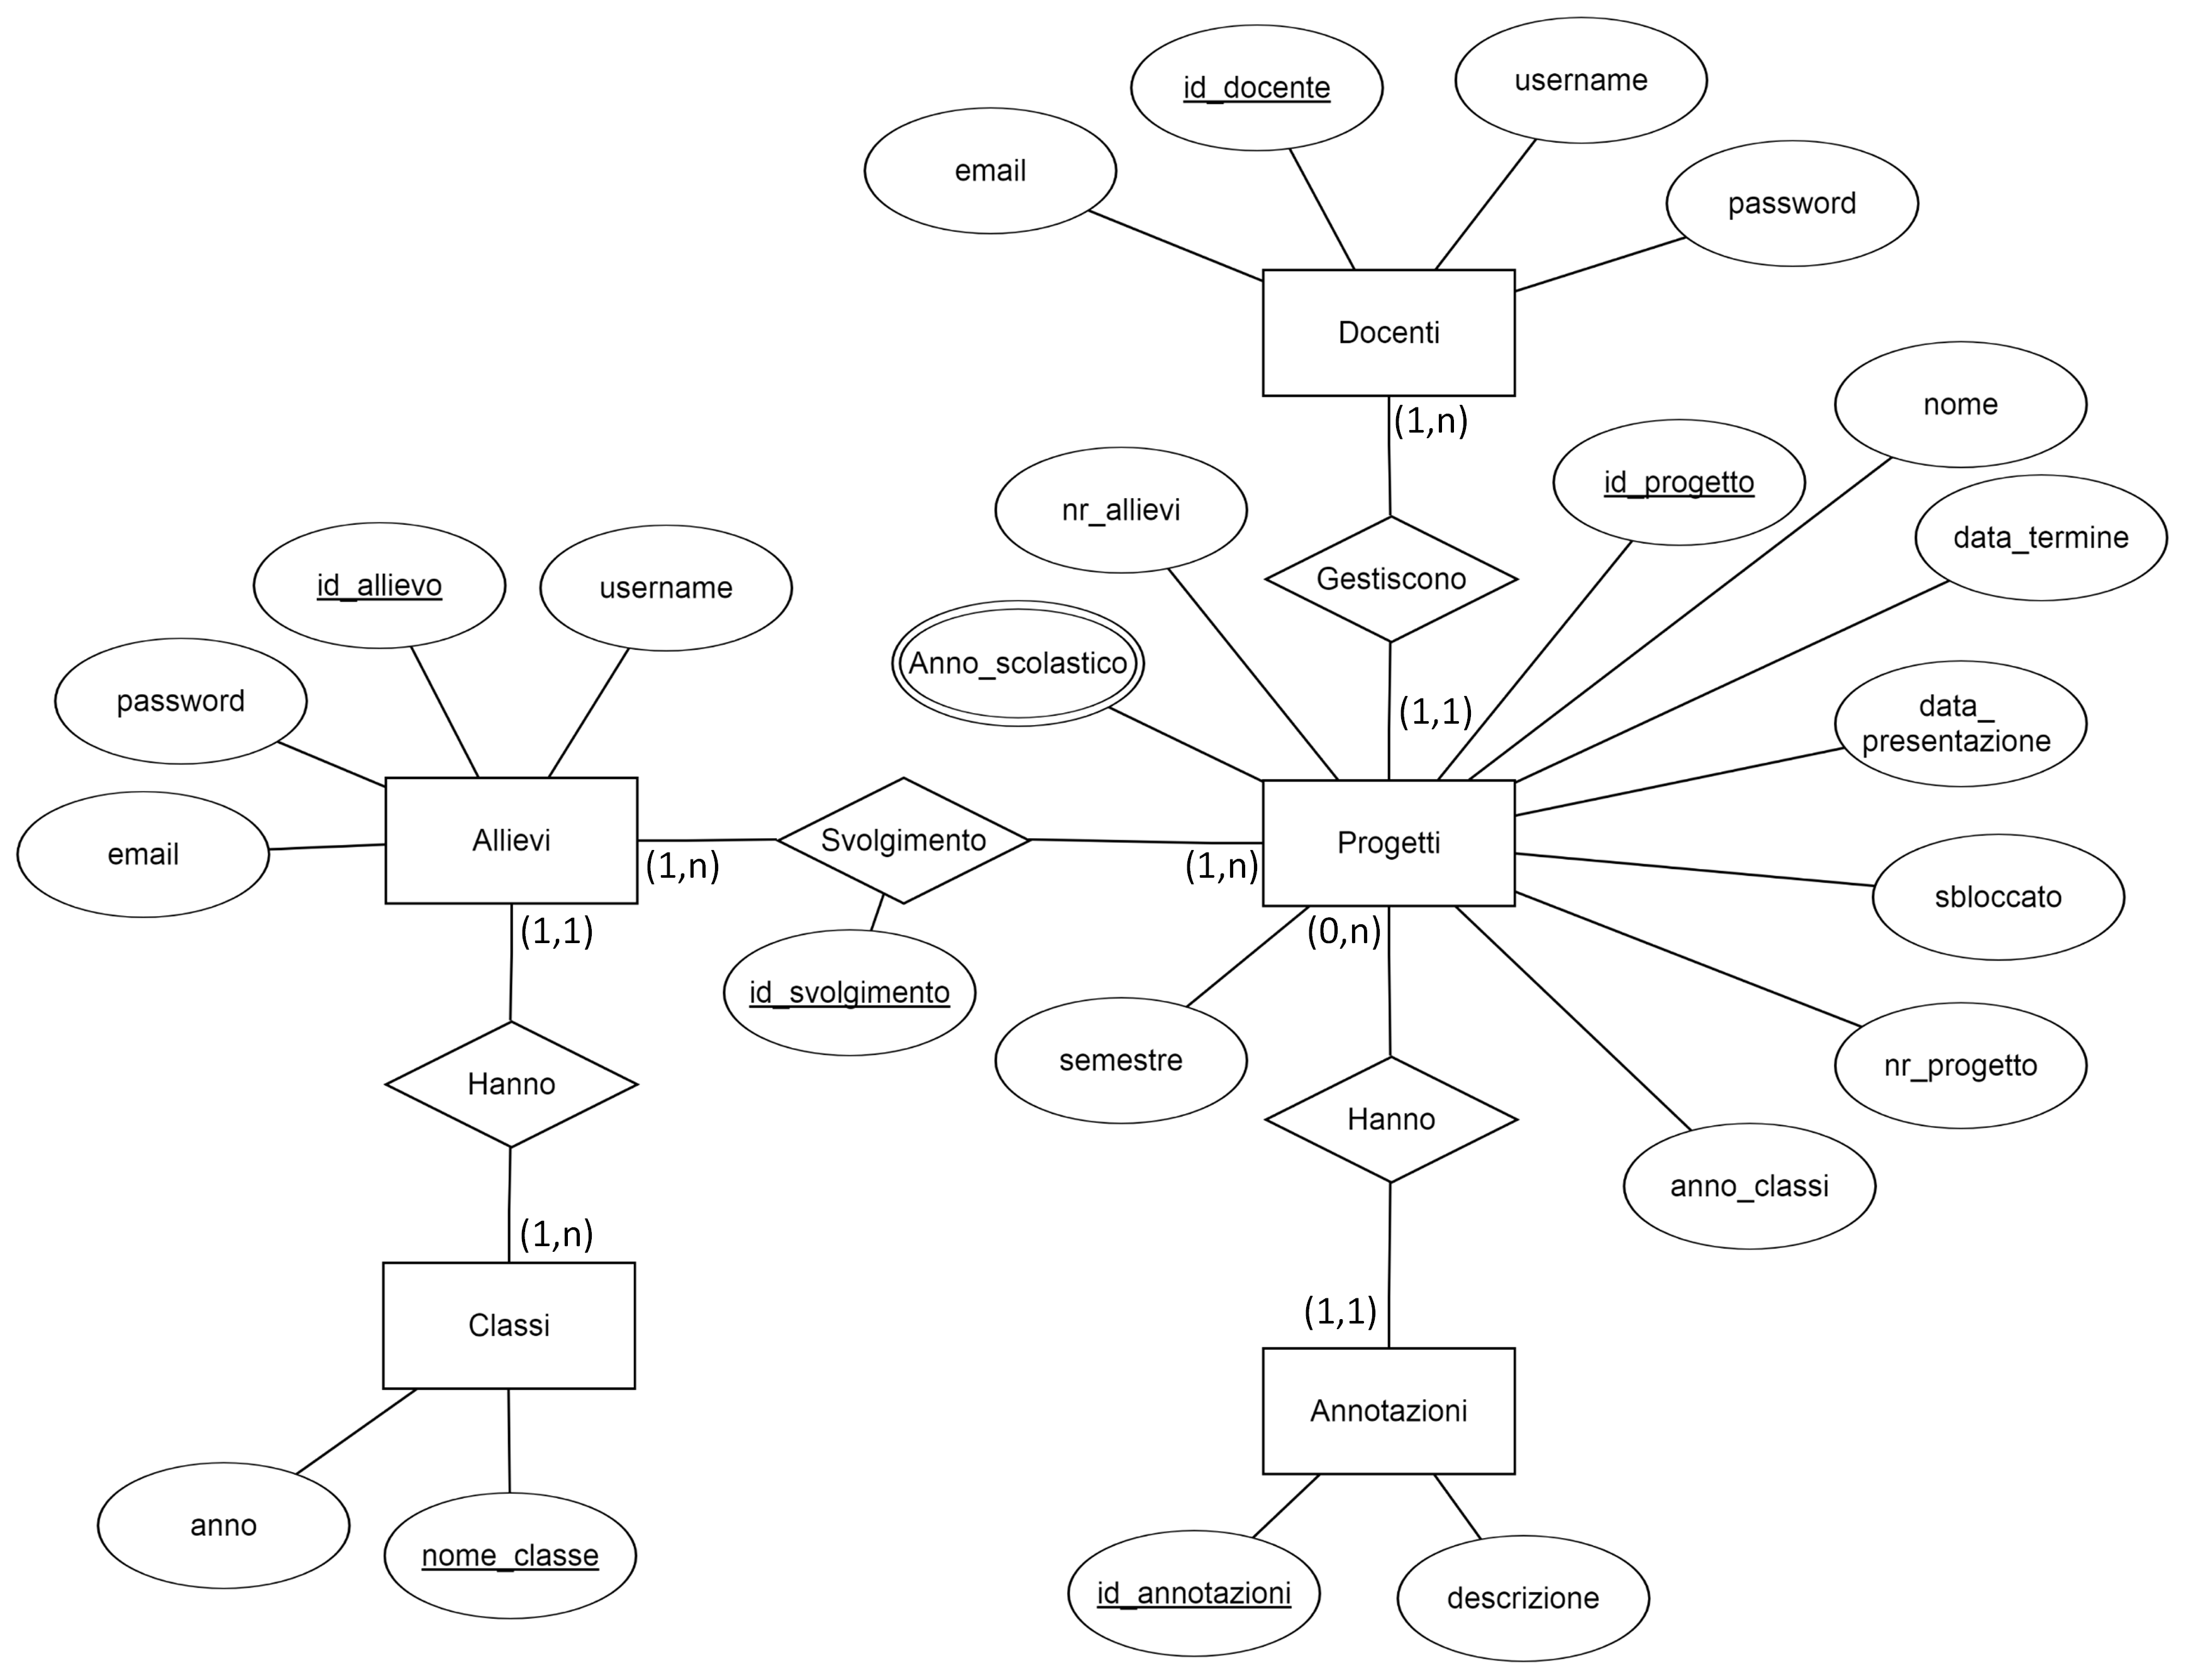 username
id_docente
email
password
Docenti
nome
(1,n)
id_progetto
nr_allievi
data_termine
Gestiscono
id_allievo
username
Anno_scolastico
password
(1,1)
data_
presentazione
Allievi
Svolgimento
Progetti
email
(1,n)
(1,n)
sbloccato
(1,1)
(0,n)
id_svolgimento
semestre
nr_progetto
Hanno
Hanno
anno_classi
(1,n)
(1,1)
Classi
Annotazioni
anno
nome_classe
id_annotazioni
descrizione